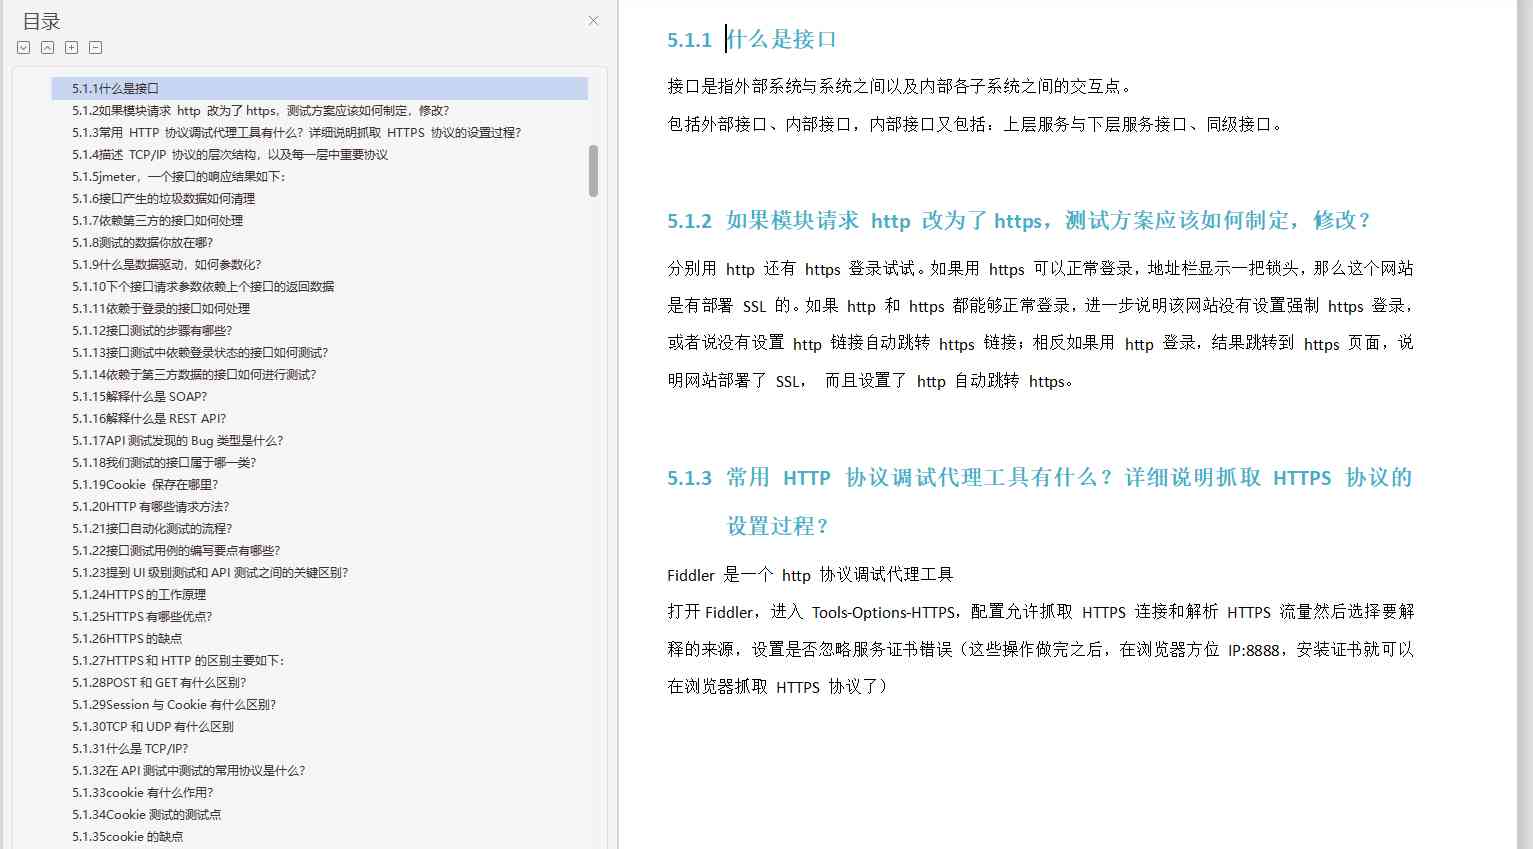 目录
5.1.1什么是接口
5.1.2如果模块请求 http 改为了https，测试方案应该如何制定，修改？
5.1.3常用 HTTP 协议调试代理工具有什么？详细说明抓取 HTTPS 协议的设置过程？
5.1.4描述 TCP/IP 协议的层次结构，以及每一层中重要协议
5.1.5jmeter，一个接口的响应结果如下：
5.1.6接口产生的垃圾数据如何清理
5.1.7依赖第三方的接口如何处理
5.1.8测试的数据你放在哪？
5.1.9什么是数据驱动，如何参数化？
5.1.10下个接口请求参数依赖上个接口的返回数据
5.1.11依赖于登录的接口如何处理
5.1.12接口测试的步骤有哪些？
5.1.13接口测试中依赖登录状态的接口如何测试？
5.1.14依赖于第三方数据的接口如何进行测试？
5.1.15解释什么是 SOAP？
5.1.16解释什么是 REST API？
5.1.17API 测试发现的 Bug 类型是什么？
5.1.18我们测试的接口属于哪一类？
5.1.19Cookie 保存在哪里？
5.1.20HTTP 有哪些请求方法？
5.1.21接口自动化测试的流程？
5.1.22接口测试用例的编写要点有哪些？
5.1.23提到 UI 级别测试和 API 测试之间的关键区别？
5.1.24HTTPS 的工作原理
5.1.25HTTPS 有哪些优点？
5.1.26HTTPS 的缺点
5.1.27HTTPS 和 HTTP 的区别主要如下：
5.1.28POST 和 GET 有什么区别？
5.1.29Session 与 Cookie 有什么区别？
5.1.30TCP 和 UDP 有什么区别
5.1.31什么是 TCP/IP？
5.1.32在 API 测试中测试的常用协议是什么？
5.1.33cookie 有什么作用？
5.1.34Cookie 测试的测试点
5.1.35cookie 的缺点
5.1.1 什么是接口
接口是指外部系统与系统之间以及内部各子系统之间的交互点。
包括外部接口、内部接口，内部接口又包括：上层服务与下层服务接口、同级接口。
5.1.2 如果模块请求 http 改为了https，测试方案应该如何制定，修改？
分别用 http 还有 https 登录试试。如果用 https 可以正常登录，地址栏显示一把锁头，那么这个网站
是有部署 SSL 的。如果 http 和 https 都能够正常登录，进一步说明该网站没有设置强制 https 登录，
或者说没有设置 http 链接自动跳转 https 链接；相反如果用 http 登录，结果跳转到 https 页面，说
明网站部署了 SSL， 而且设置了 http 自动跳转 https。
5.1.3 常用 HTTP 协议调试代理工具有什么？详细说明抓取 HTTPS 协议的
设置过程？
Fiddler 是一个 http 协议调试代理工具
打开Fiddler，进入 Tools-Options-HTTPS，配置允许抓取 HTTPS 连接和解析 HTTPS 流量然后选择要解
释的来源，设置是否忽略服务证书错误（这些操作做完之后，在浏览器方位 IP:8888，安装证书就可以
在浏览器抓取 HTTPS 协议了）